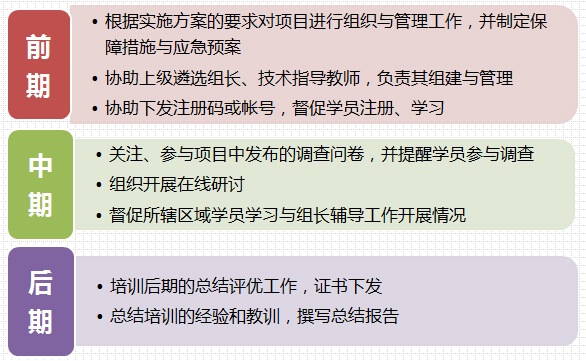 前期
• 根据实施方案的要求对项目进行组织与管理工作，并制定保
障措施与应急预案
• 协助上级遴选组长、技术指导教师，负责其组建与管理
• 协助下发注册码或帐号，督促学员注册、学习
中期
• 关注、参与项目中发布的调查问卷，并提醒学员参与调查
• 组织开展在线研讨
• 督促所辖区域学员学习与组长辅导工作开展情况
后期
• 培训后期的总结评优工作，证书下发
• 总结培训的经验和教训，撰写总结报告